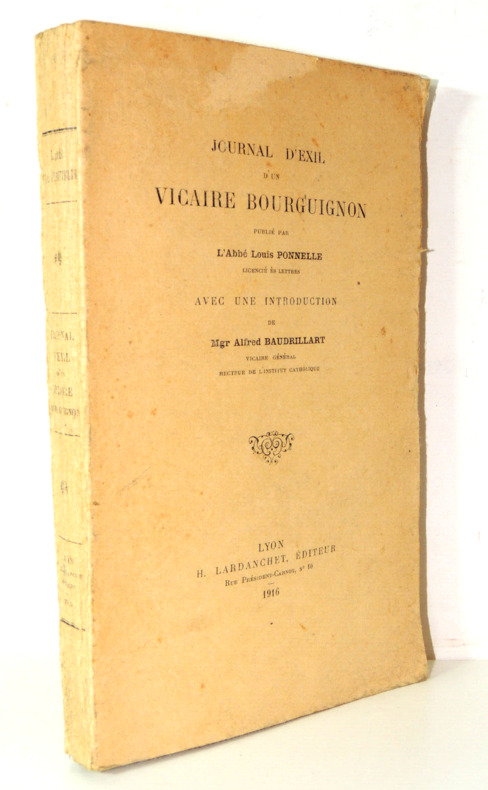 JOURNAL D'EXIL
D'UN
VICAIRE BOURGUIGNON
PUBLIÉ PAR
L'Abbé Louis PONNELLE
LICENCIÉ ÈS LETTRES
AVEC UNE INTRODUCTION
DE
Mgr Alfred BAUDRILLART
VICAIRE GÉNÉRAL
RECTEUR DE L'INSTITUT CATHOLIQUE
LYON
H. LARDANCHET, ÉDITEUR
RUE PRÉSIDENT-CARNOT, N° 10
1916